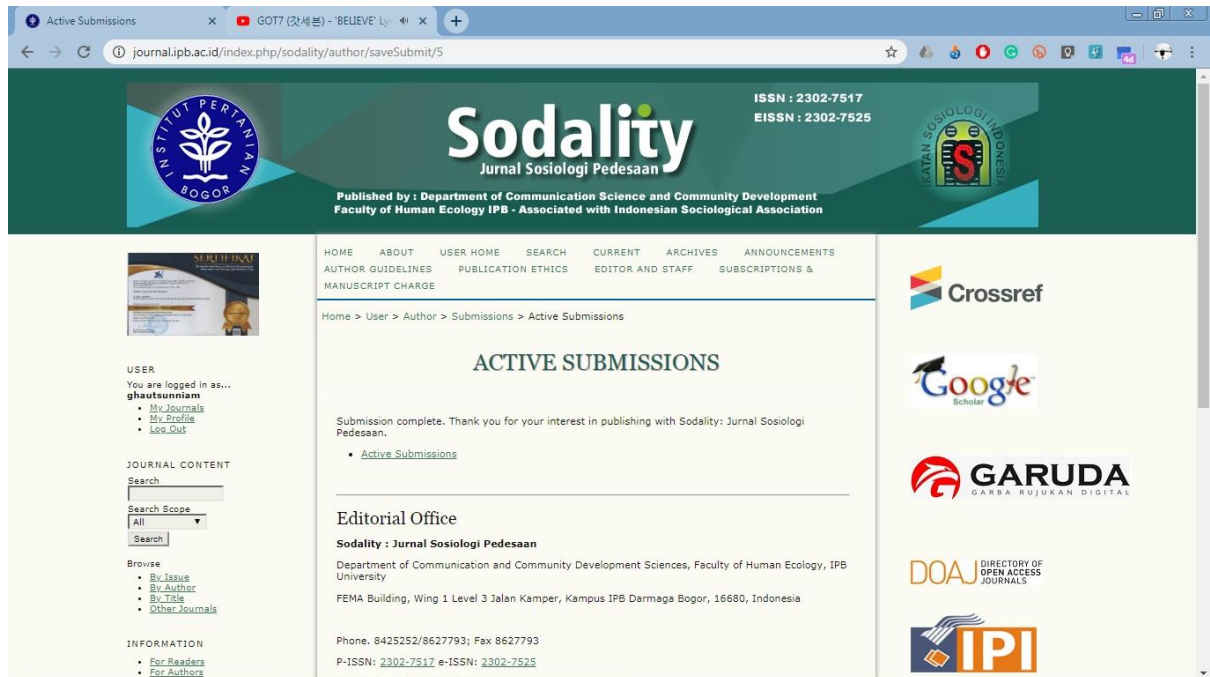 Active Submissions
GOT7 (갓세븐) - 'BELIEVE' Ly
journal.ipb.ac.id/index.php/sodality/author/saveSubmit/5
4d
INSTITUT PERTANIAN
BOGOR
Sodality
Jurnal Sosiologi Pedesaan
ISSN : 2302-7517
EISSN : 2302-7525
IKATAN SOSIOLOGI INDONESIA
Published by : Department of Communication Science and Community Development
Faculty of Human Ecology IPB - Associated with Indonesian Sociological Association
SERTIFIKAT
HOME ABOUT USER HOME SEARCH CURRENT ARCHIVES ANNOUNCEMENTS
AUTHOR GUIDELINES PUBLICATION ETHICS EDITOR AND STAFF SUBSCRIPTIONS &
MANUSCRIPT CHARGE
Home > User > Author > Submissions > Active Submissions
ACTIVE SUBMISSIONS
Submission complete. Thank you for your interest in publishing with Sodality: Jurnal Sosiologi
Pedesaan.
Active Submissions
Editorial Office
Sodality : Jurnal Sosiologi Pedesaan
Department of Communication and Community Development Sciences, Faculty of Human Ecology, IPB
University
FEMA Building, Wing 1 Level 3 Jalan Kamper, Kampus IPB Darmaga Bogor, 16680, Indonesia
Phone. 8425252/8627793; Fax 8627793
P-ISSN: 2302-7517 e-ISSN: 2302-7525
USER
You are logged in as...
ghautsunniam
My Journals
My Profile
Log Out
JOURNAL CONTENT
Search
Search Scope
All
Search
Browse
By Issue
By Author
By Title
Other Journals
INFORMATION
For Readers
For Authors
Crossref
Google
Scholar
GARUDA
GARBA RUJUKAN DIGITAL
DOAJ DIRECTORY OF
OPEN ACCESS
JOURNALS
IPI